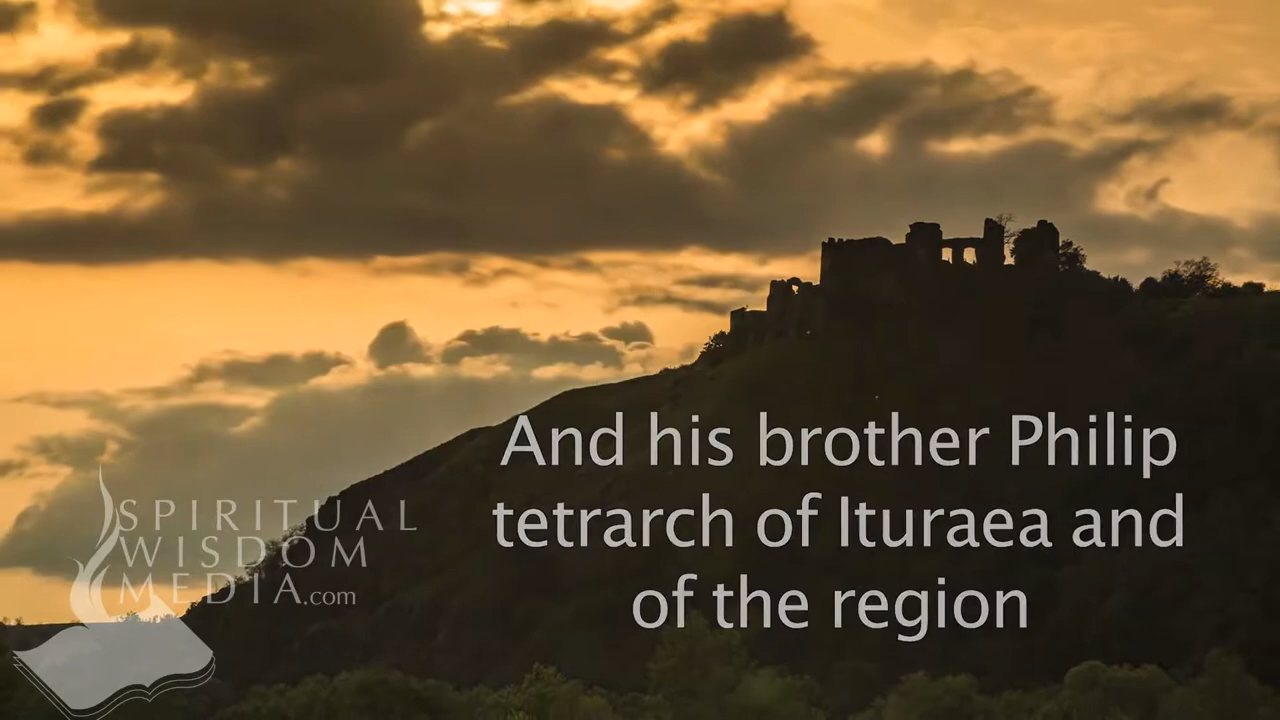 And his brother Philip
tetrarch of Ituraea and
of the region
SPIRITUAL
WISDOM
MEDIA.com